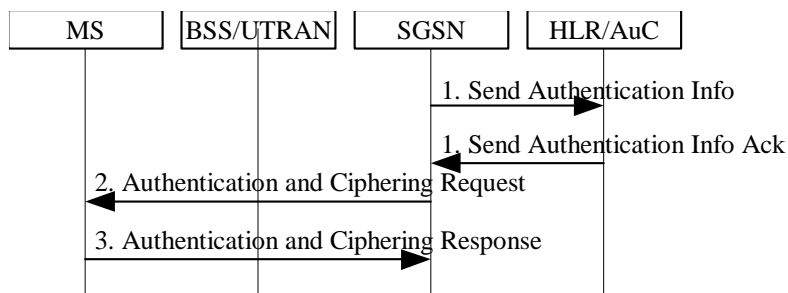 MS BSS/UTRAN SGSN HLR/AuC
1. Send Authentication Info
1. Send Authentication Info Ack
2. Authentication and Ciphering Request
3. Authentication and Ciphering Response